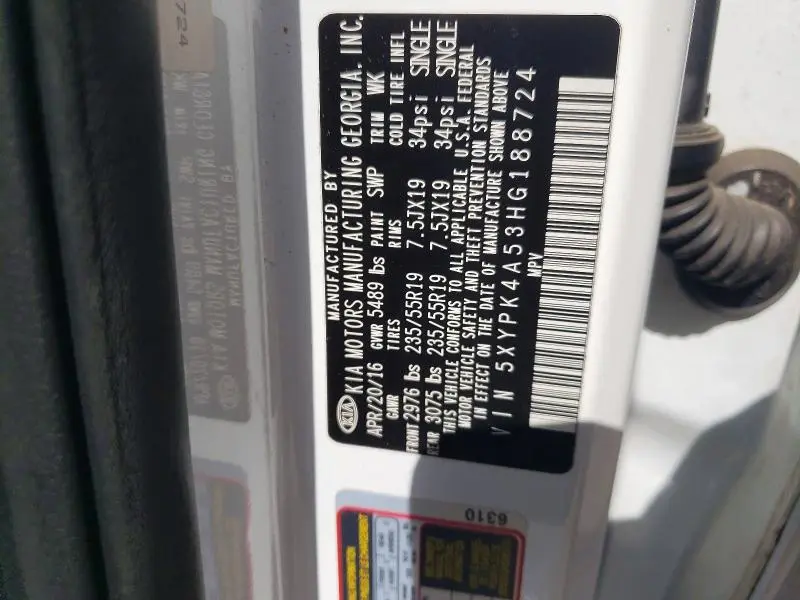 MANUFACTURED BY
KIA KIA MOTORS MANUFACTURING GEORGIA. INC.
APR/20/16 GVWR 5489 lbs PAINT SWP TRIM WK
GAWR TIRES RIMS COLD TIRE INFL
FRONT 2976 lbs 235/55R19 7.5JX19 34psi SINGLE
REAR 3075 lbs 235/55R19 7.5JX19 34psi SINGLE
THIS VEHICLE CONFORMS TO ALL APPLICABLE U.S.A. FEDERAL
MOTOR VEHICLE SAFETY AND THEFT PREVENTION STANDARDS
IN EFFECT ON THE DATE OF MANUFACTURE SHOWN ABOVE
VIN 5XYPK4A53HG188724
MPV
6310
724